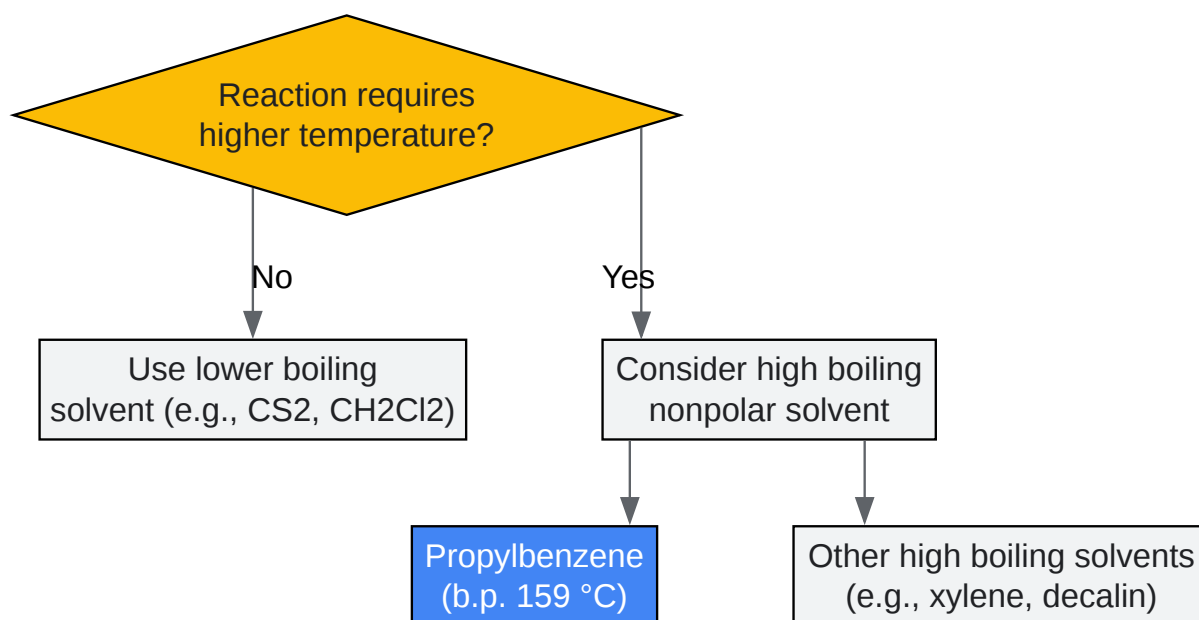 Reaction requires
higher temperature?
No
Yes
Use lower boiling
solvent (e.g., CS2, CH2Cl2)
Consider high boiling
nonpolar solvent
Propylbenzene
(b.p. 159 °C)
Other high boiling solvents
(e.g., xylene, decalin)